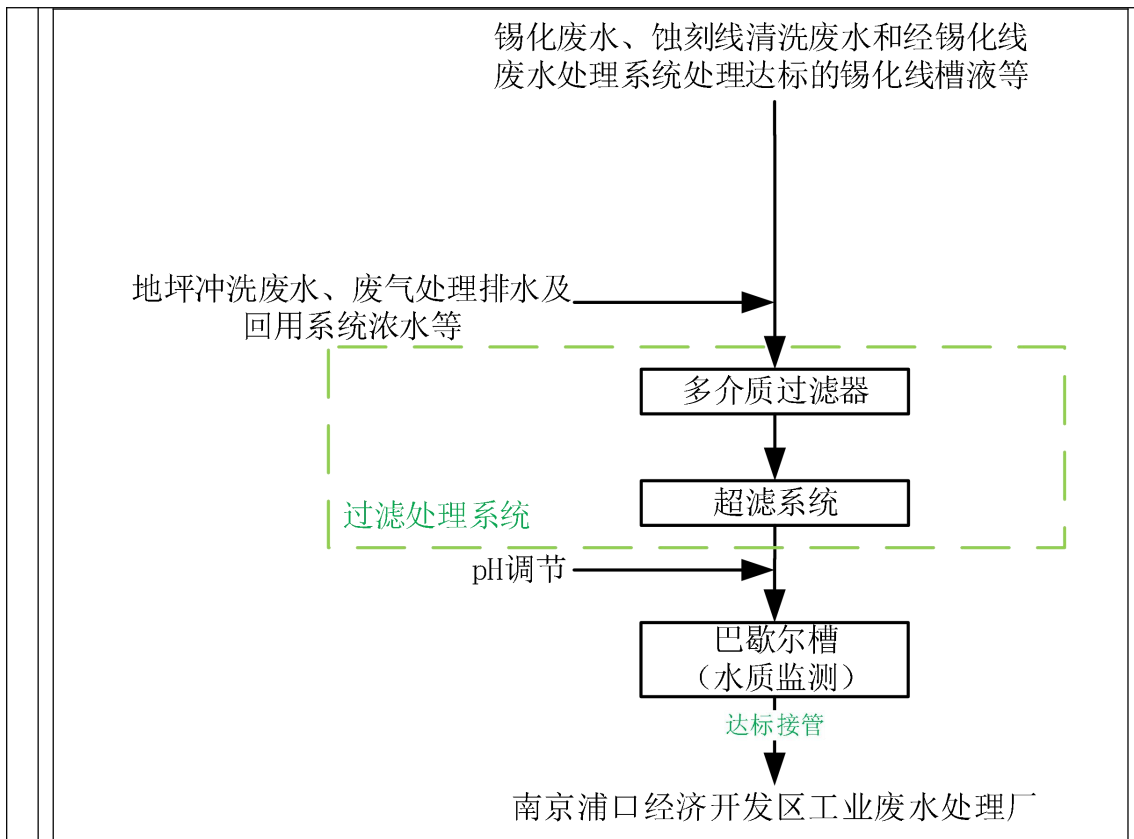 锡化废水、蚀刻线清洗废水和经锡化线
废水处理系统处理达标的锡化线槽液等
地坪冲洗废水、废气处理排水及
回用系统浓水等
多介质过滤器
超滤系统
过滤处理系统
pH调节
巴歇尔槽
（水质监测）
达标接管
南京浦口经济开发区工业废水处理厂